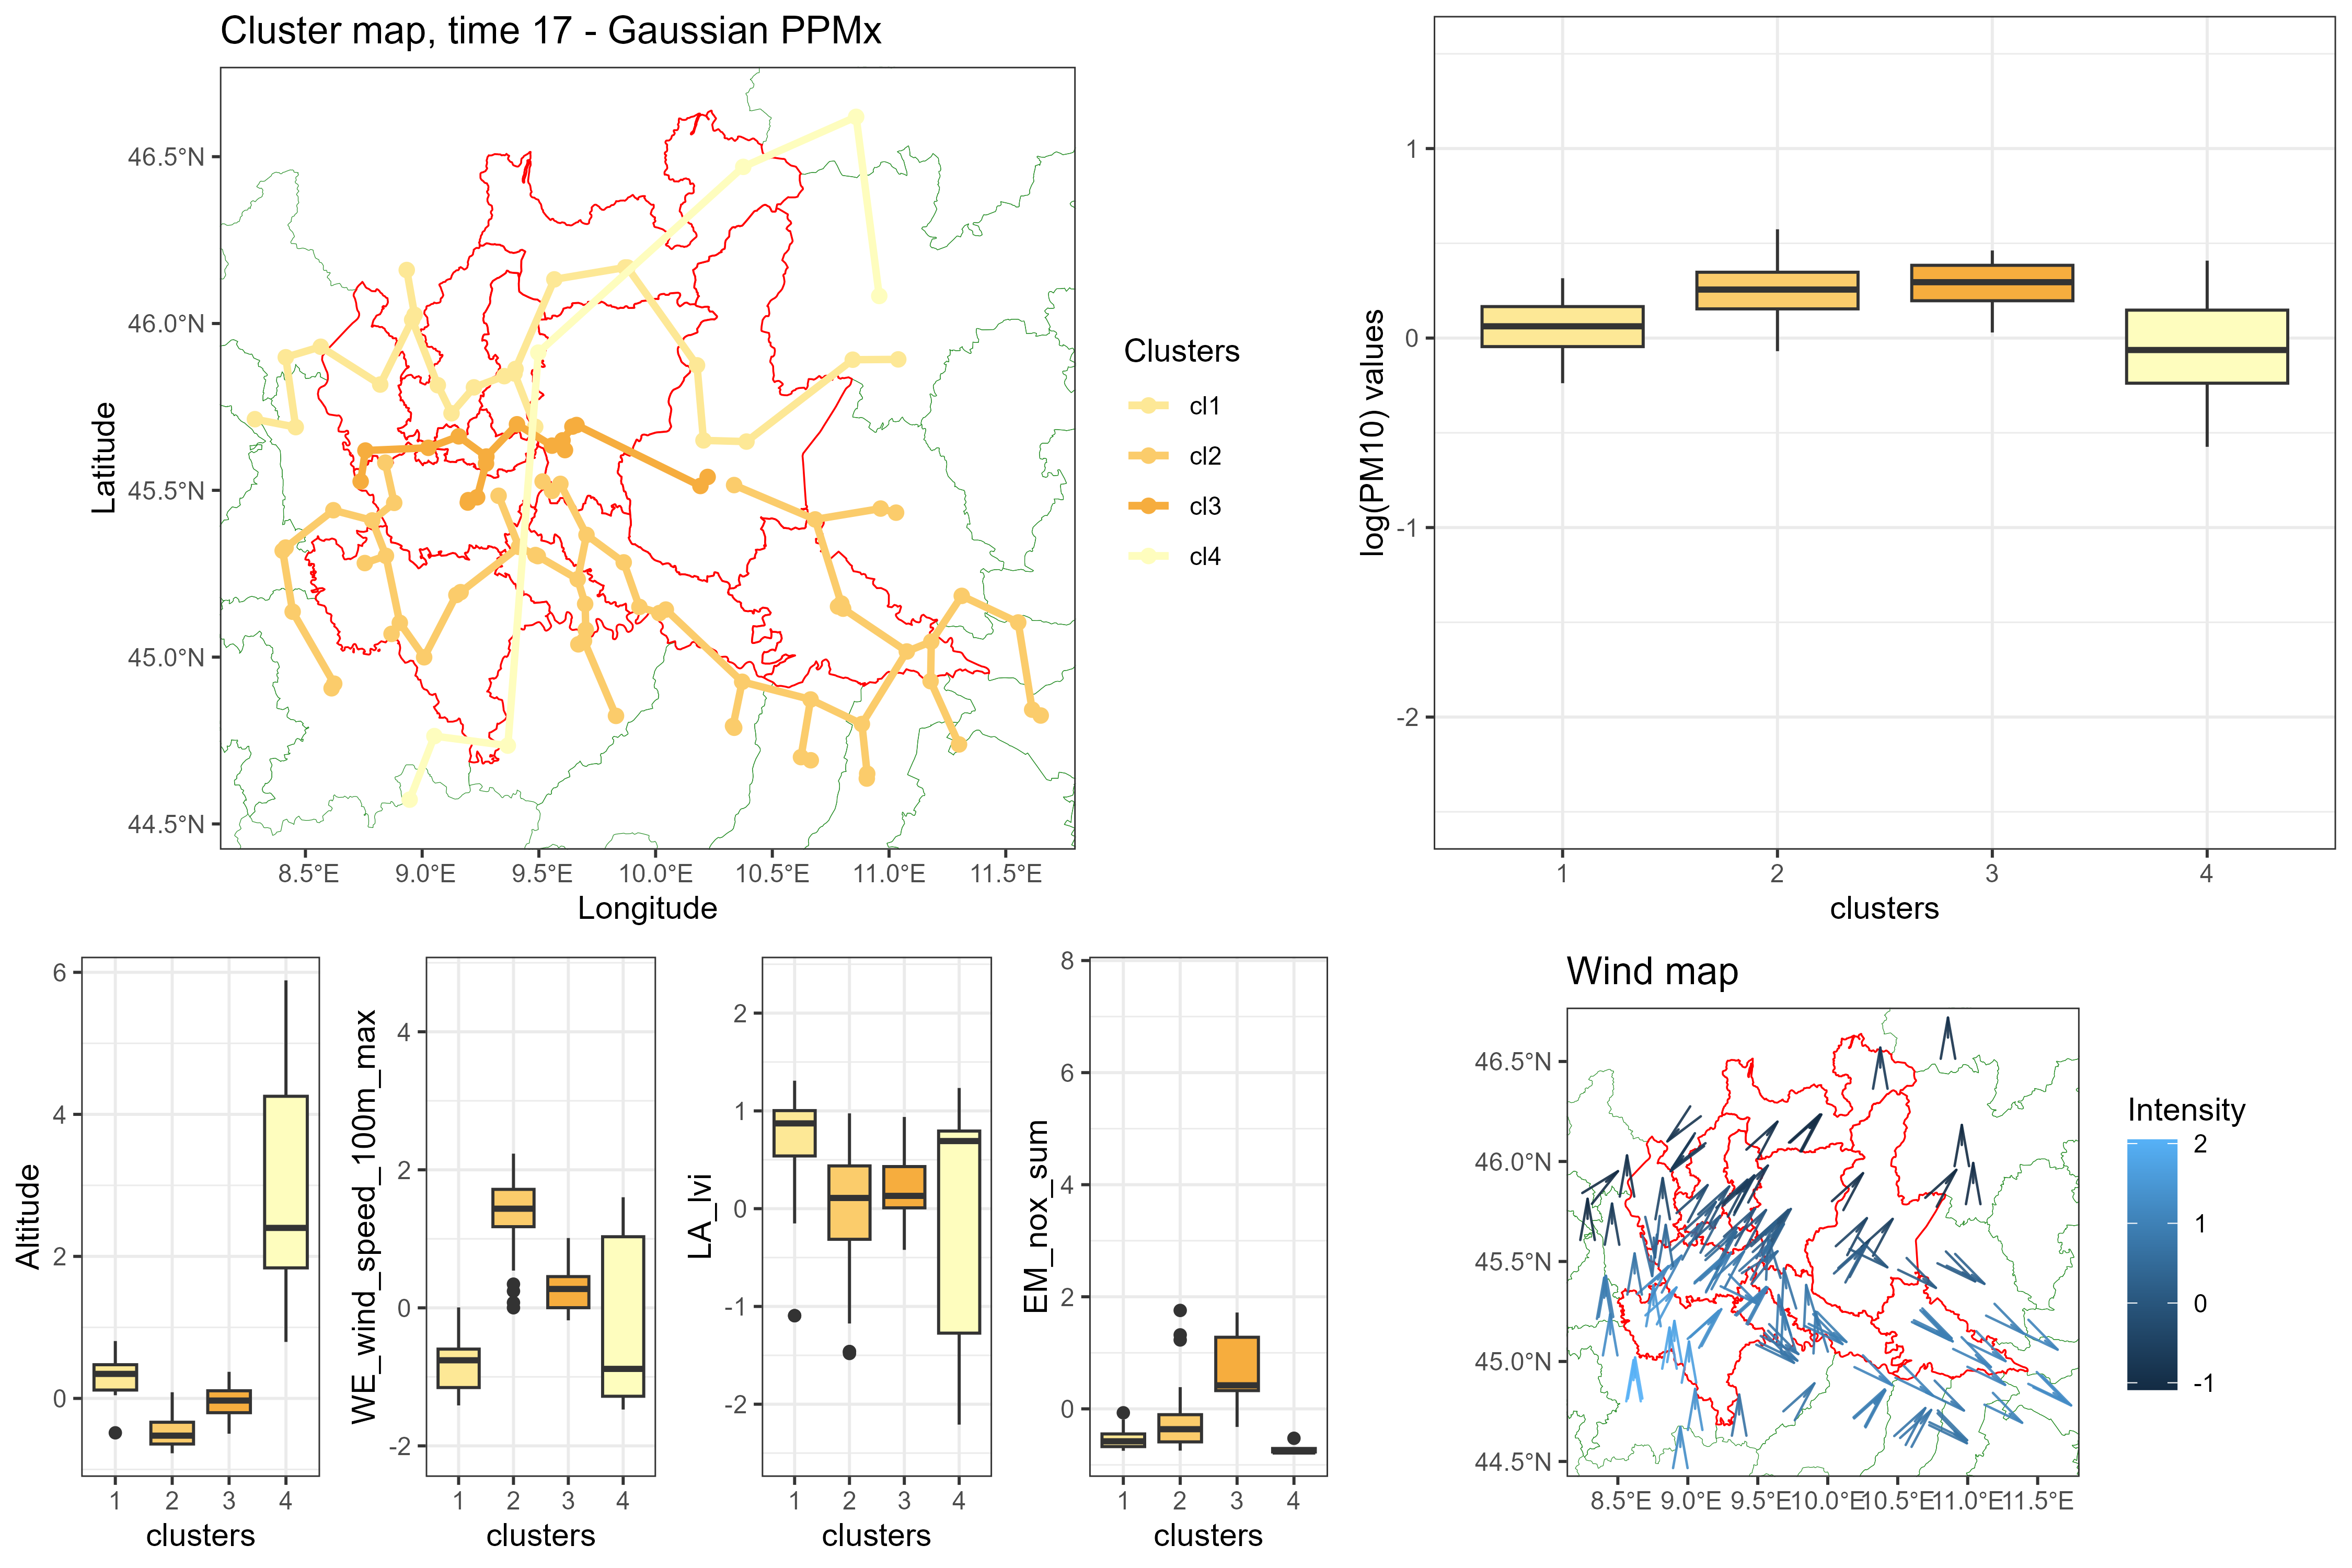 Cluster map, time 17 - Gaussian PPMx
46.5°N
46.0°N
45.5°N
45.0°N
44.5°N
Latitude
8.5°E 9.0°E 9.5°E 10.0°E 10.5°E 11.0°E 11.5°E
Longitude
Clusters
cl1
cl2
cl3
cl4
log(PM10) values
1
0
-1
-2
1 2 3 4
clusters
Altitude
6
4
2
0
1 2 3 4
clusters
WE_wind_speed_100m_max
4
2
0
-2
1 2 3 4
clusters
LA_lvi
2
1
0
-1
-2
1 2 3 4
clusters
EM_nox_sum
8
6
4
2
0
1 2 3 4
clusters
Wind map
46.5°N
46.0°N
45.5°N
45.0°N
44.5°N
8.5°E 9.0°E 9.5°E 10.0°E 10.5°E 11.0°E 11.5°E
Intensity
2
1
0
-1